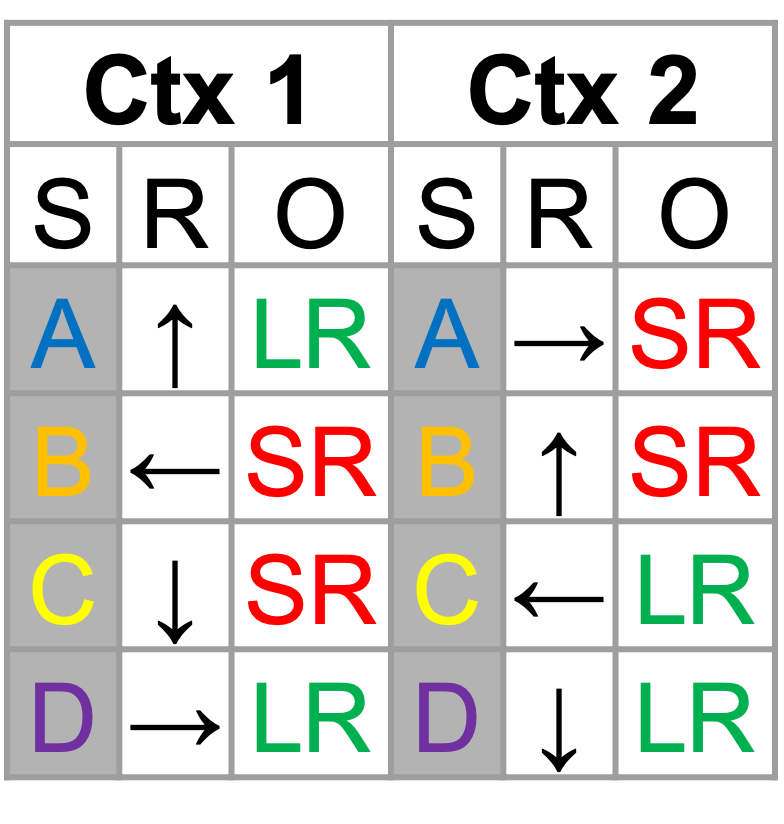 Ctx 1 Ctx 2
S R O S R O
A ↑ LR A → SR
B ← SR B ↑ SR
C ↓ SR C ← LR
D → LR D ↓ LR